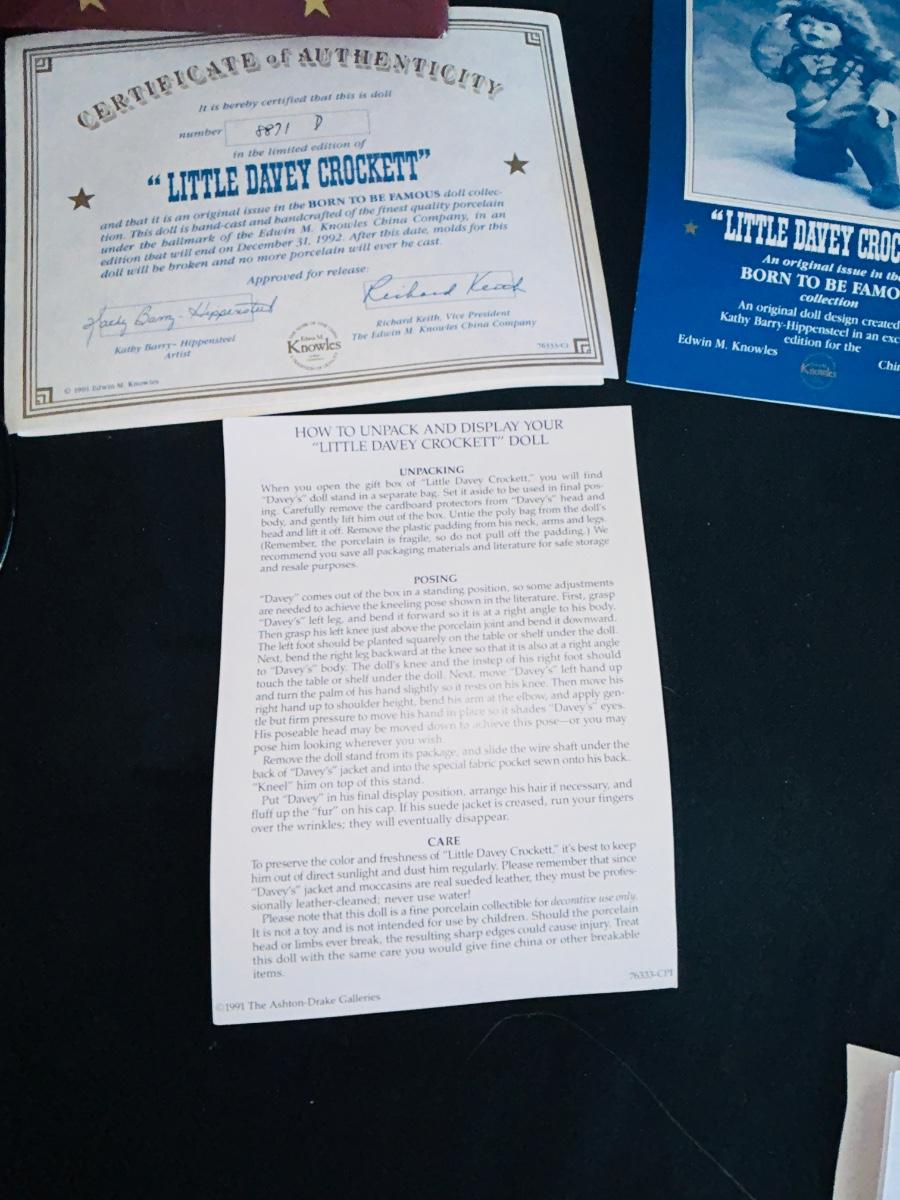 CERTIFICATE of AUTHENTICITY
It is hereby certified that this is doll
number 8871 D
in the limited edition of
"LITTLE DAVEY CROCKETT"
and that it is an original issue in the BORN TO BE FAMOUS doll collec-
tion. This doll is hand-cast and handcrafted of the finest quality porcelain
under the hallmark of the Edwin M. Knowles China Company, in an
edition that will end on December 31, 1992. After this date, molds for this
doll will be broken and no more porcelain will ever be cast.
Approved for release:
Kathy Barry-Hippensteel
Richard Keith
Kathy Barry-Hippensteel
Artist
Edwin M.
Knowles
Richard Keith, Vice President
The Edwin M. Knowles China Company
© 1991 Edwin M. Knowles
76333-C1
"LITTLE DAVEY CROC
An original issue in the
BORN TO BE FAMO
collection
An original doll design created
Kathy Barry-Hippensteel in an exc
edition for the
Edwin M. Knowles
Chi
Knowles
HOW TO UNPACK AND DISPLAY YOUR
"LITTLE DAVEY CROCKETT" DOLL
UNPACKING
When you open the gift box of "Little Davey Crockett," you will find
"Davey's" doll stand in a separate bag. Set it aside to be used in final pos-
ing. Carefully remove the cardboard protectors from "Davey's" head and
body, and gently lift him out of the box. Untie the poly bag from the doll's
head and lift it off. Remove the plastic padding from his neck, arms and legs.
(Remember, the porcelain is fragile, so do not pull off the padding.) We
recommend you save all packaging materials and literature for safe storage
and resale purposes.
POSING
"Davey" comes out of the box in a standing position, so some adjustments
are needed to achieve the kneeling pose shown in the literature. First, grasp
"Davey's" left leg, and bend it forward so it is at a right angle to his body.
Then grasp his left knee just above the porcelain joint and bend it downward.
The left foot should be planted squarely on the table or shelf under the doll.
Next, bend the right leg backward at the knee so that it is also at a right angle
to "Davey's" body. The doll's knee and the instep of his right foot should
touch the table or shelf under the doll. Next, move "Davey's" left hand up
and turn the palm of his hand slightly so it rests on his knee. Then move his
right hand up to shoulder height, bend his arm at the elbow, and apply gen-
tle but firm pressure to move his hand in place so it shades "Davey's" eyes.
His poseable head may be moved down to achieve this pose—or you may
pose him looking wherever you wish.
Remove the doll stand from its package, and slide the wire shaft under the
back of "Davey's" jacket and into the special fabric pocket sewn onto his back.
"Kneel" him on top of this stand.
Put "Davey" in his final display position, arrange his hair if necessary, and
fluff up the "fur" on his cap. If his suede jacket is creased, run your fingers
over the wrinkles; they will eventually disappear.
CARE
To preserve the color and freshness of "Little Davey Crockett," it's best to keep
him out of direct sunlight and dust him regularly. Please remember that since
"Davey's" jacket and moccasins are real sueded leather, they must be profes-
sionally leather-cleaned; never use water!
Please note that this doll is a fine porcelain collectible for decorative use only.
It is not a toy and is not intended for use by children. Should the porcelain
head or limbs ever break, the resulting sharp edges could cause injury. Treat
this doll with the same care you would give fine china or other breakable
items.
76333-CPI
©1991 The Ashton-Drake Galleries